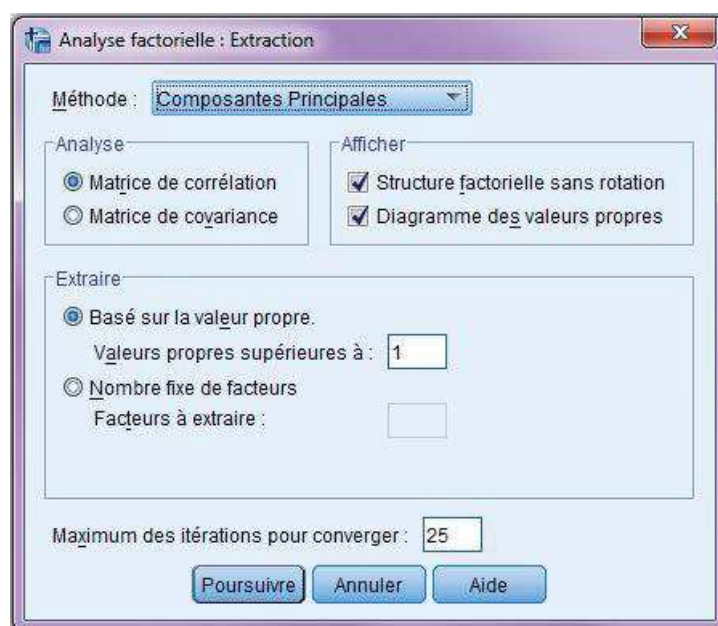 Analyse factorielle : Extraction
Méthode : Composantes Principales
Analyse
Matrice de corrélation
Matrice de covariance
Afficher
Structure factorielle sans rotation
Diagramme des valeurs propres
Extraire
Basé sur la valeur propre.
Valeurs propres supérieures à : 1
Nombre fixe de facteurs
Facteurs à extraire :
Maximum des itérations pour converger : 25
Poursuivre Annuler Aide